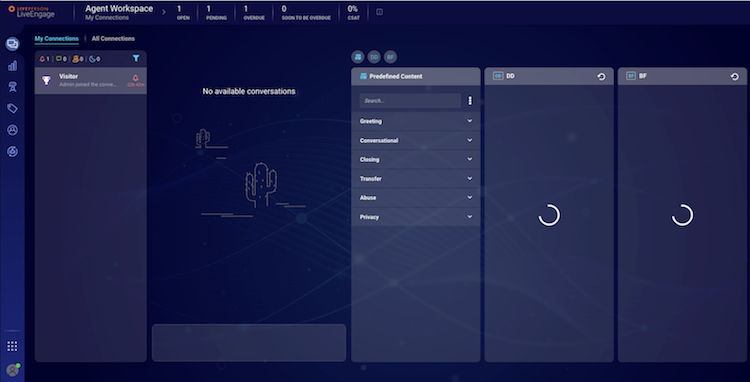 LIVEPERSON
LiveEngage
Agent Workspace
My Connections
1
OPEN
1
PENDING
1
OVERDUE
0
SOON TO BE OVERDUE
0%
CSAT
My Connections
All Connections
1
0
0
0
Visitor
Admin joined the conve...
No available conversations
DD
BF
Predefined Content
Search...
Greeting
Conversational
Closing
Transfer
Abuse
Privacy
DD
DD
BF
BF